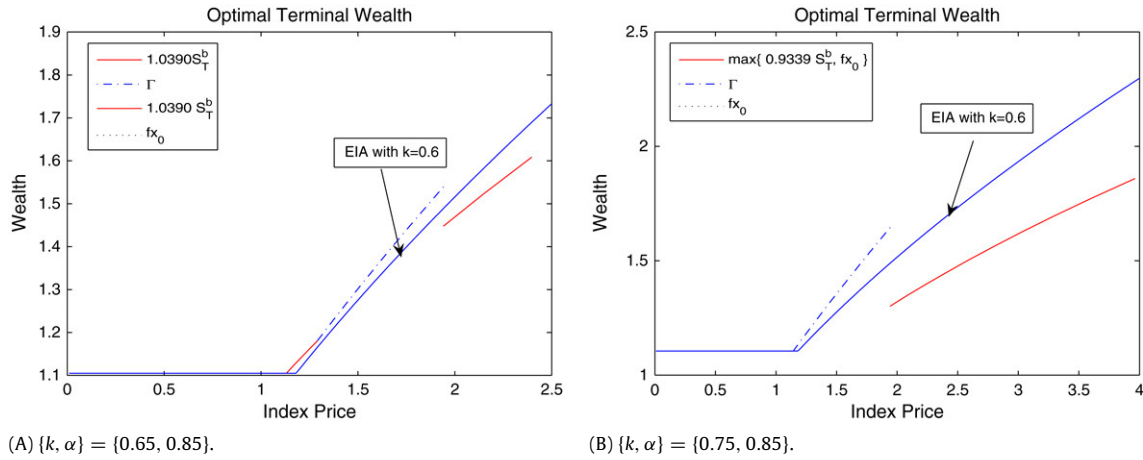 Optimal Terminal Wealth
1.9
1.8
1.7
1.6
1.5
1.4
1.3
1.2
1.1
Wealth
1.0390S_T^b
Γ
1.0390 S_T^b
fx_0
EIA with k=0.6
0 0.5 1 1.5 2 2.5
Index Price
(A) {k, α} = {0.65, 0.85}.
Optimal Terminal Wealth
2.5
2
1.5
1
Wealth
max{ 0.9339 S_T^b, fx_0 }
Γ
fx_0
EIA with k=0.6
0 0.5 1 1.5 2 2.5 3 3.5 4
Index Price
(B) {k, α} = {0.75, 0.85}.